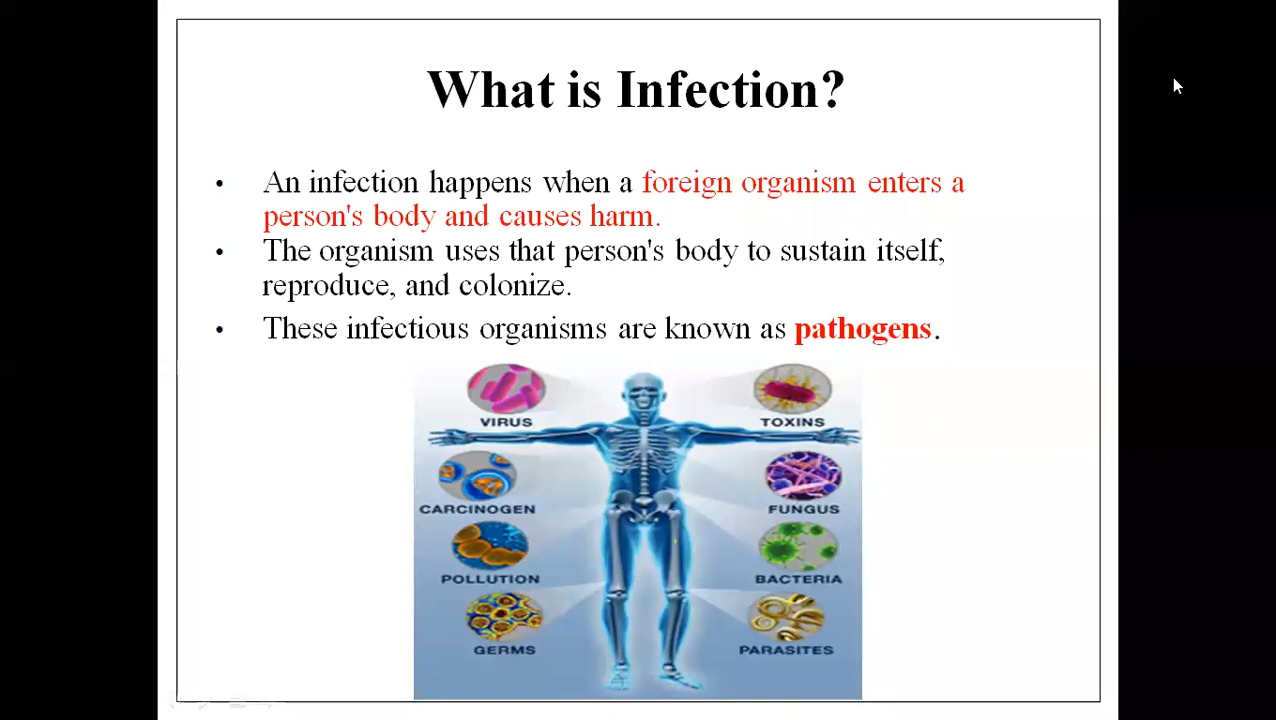 What is Infection?
• An infection happens when a foreign organism enters a
person's body and causes harm.
• The organism uses that person's body to sustain itself,
reproduce, and colonize.
• These infectious organisms are known as pathogens.
VIRUS
TOXINS
CARCINOGEN
FUNGUS
POLLUTION
BACTERIA
GERMS
PARASITES